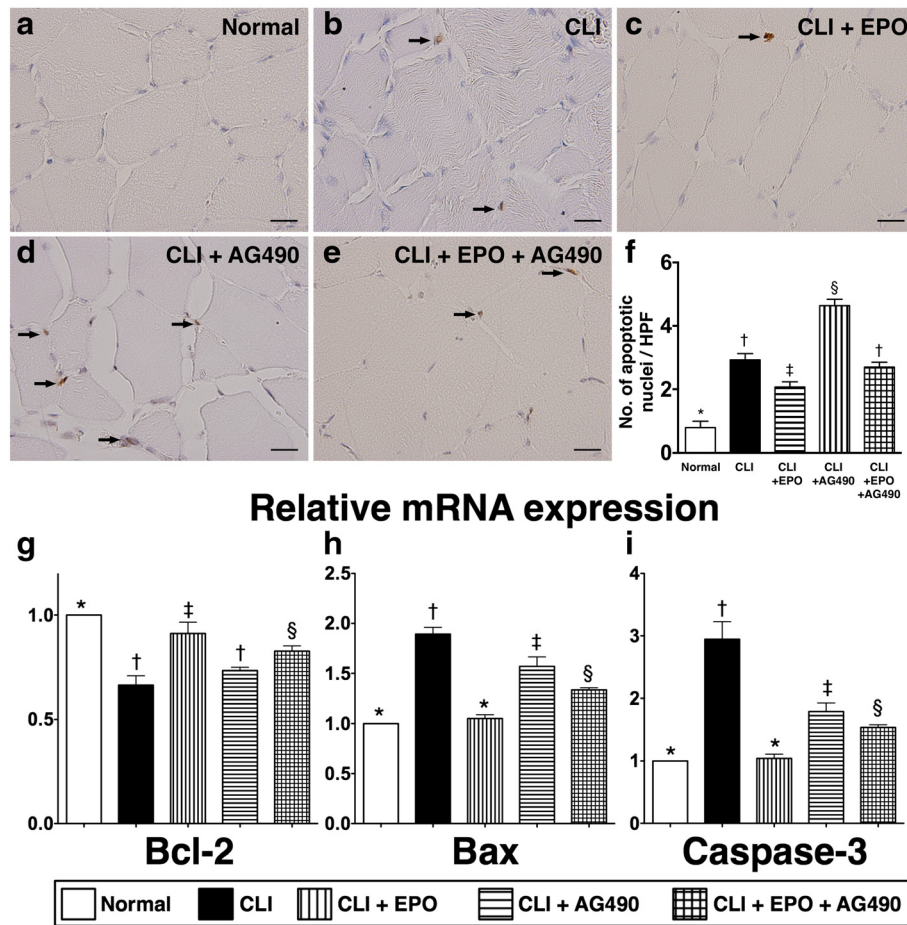 a Normal
b CLI
c CLI + EPO
d CLI + AG490
e CLI + EPO + AG490
f
No. of apoptotic
nuclei / HPF
6
4
2
0
*
†
‡
§
†
Normal
CLI
CLI
+EPO
CLI
+AG490
CLI
+EPO
+AG490
Relative mRNA expression
g
1.0
0.5
0.0
*
†
‡
†
§
Bcl-2
h
2.5
2.0
1.5
1.0
0.5
0.0
*
†
*
‡
§
Bax
i
4
3
2
1
0
*
†
*
‡
§
Caspase-3
Normal
CLI
CLI + EPO
CLI + AG490
CLI + EPO + AG490